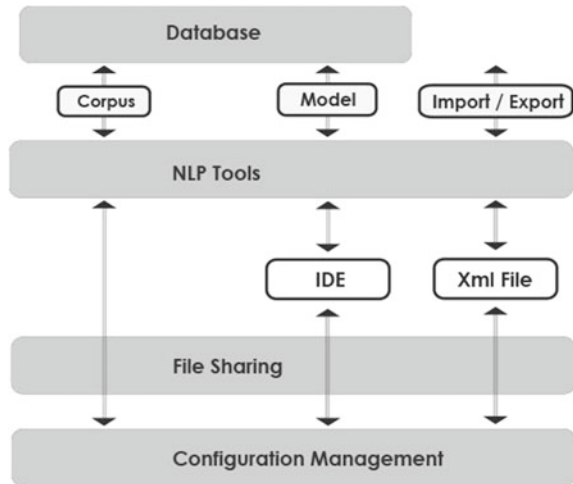 Database
Corpus
Model
Import / Export
NLP Tools
IDE
Xml File
File Sharing
Configuration Management